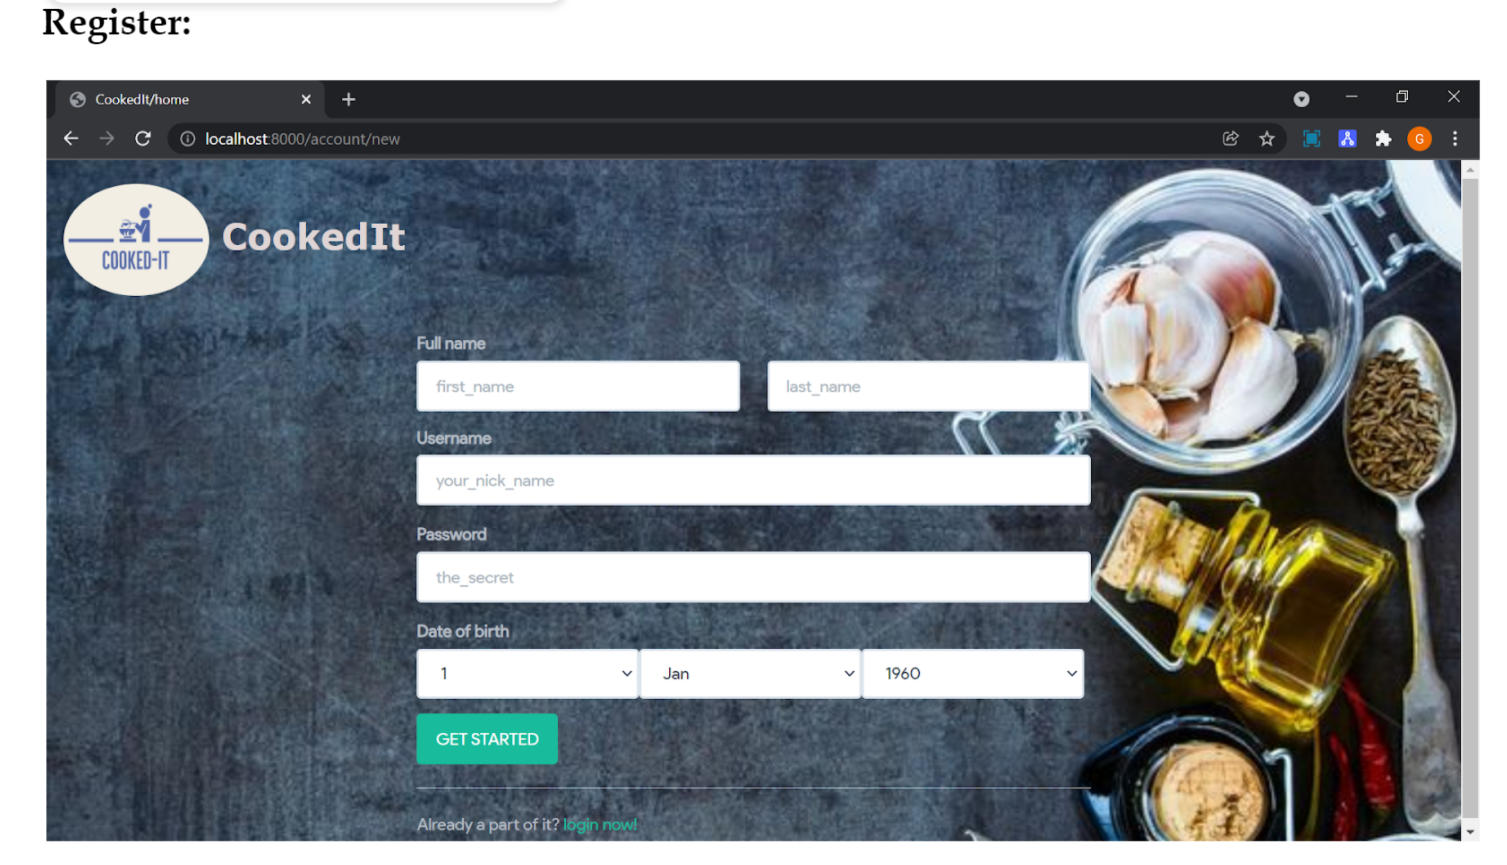 Register:
CookedIt/home
localhost:8000/account/new
G
COOKED-IT
CookedIt
Full name
first_name last_name
Username
your_nick_name
Password
the_secret
Date of birth
1 Jan 1960
GET STARTED
Already a part of it? login now!